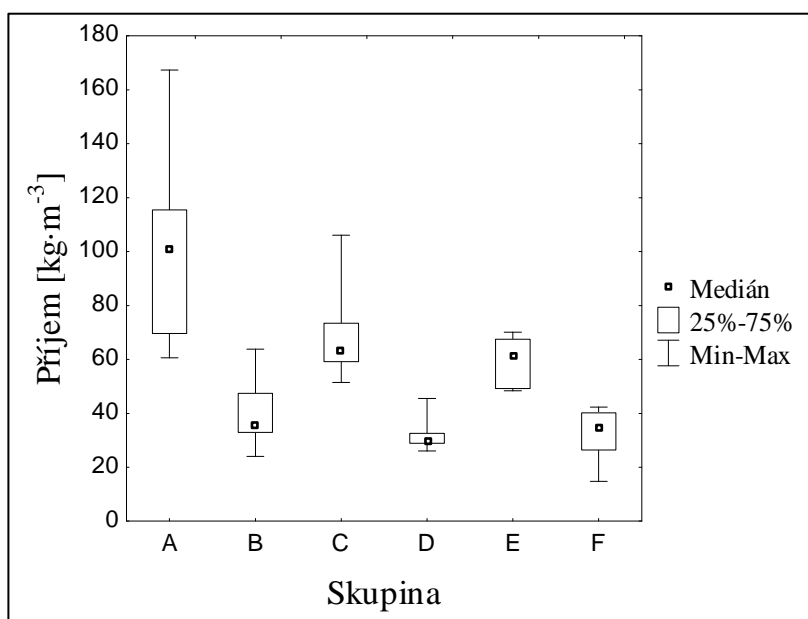 180
160
140
120
100
80
60
40
20
0
Příjem [kg·m⁻³]
A B C D E F
Skupina
Medián
25%-75%
Min-Max